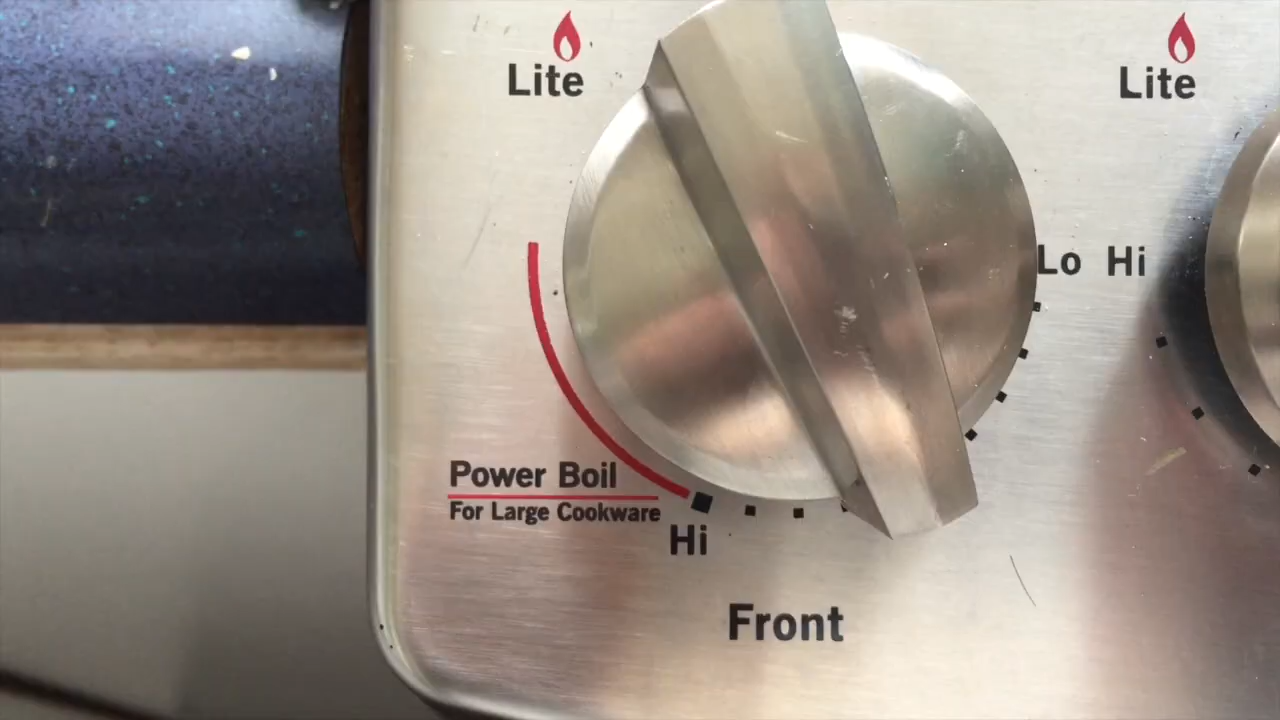 Lite
Lite
Lo
Hi
Power Boil
For Large Cookware
Hi
Front